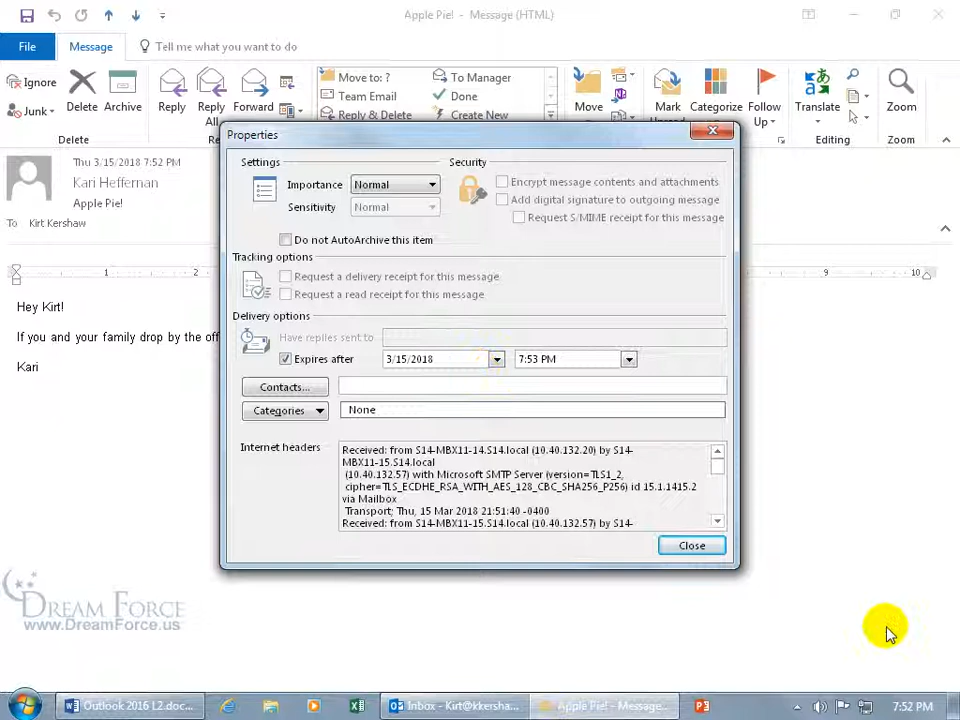 Apple Pie! - Message (HTML)
File
Message
Tell me what you want to do
Ignore
Junk
Delete
Archive
Reply
Reply All
Forward
Move to: ?
Team Email
Reply & Delete
To Manager
Done
Create New
Move
Mark
Categorize
Follow Up
Translate
Zoom
Delete
Editing
Zoom
Thu 3/15/2018 7:52 PM
Kari Heffernan
Apple Pie!
To Kirt Kershaw
1
2
9
10
Hey Kirt!
If you and your family drop by the off
Kari
Properties
Settings
Security
Importance Normal
Sensitivity Normal
Encrypt message contents and attachments
Add digital signature to outgoing message
Request S/MIME receipt for this message
Do not AutoArchive this item
Tracking options
Request a delivery receipt for this message
Request a read receipt for this message
Delivery options
Have replies sent to
Expires after 3/15/2018 7:53 PM
Contacts...
Categories None
Internet headers
Received: from S14-MBX11-14.S14.local (10.40.132.20) by S14-
MBX11-15.S14.local
(10.40.132.57) with Microsoft SMTP Server (version=TLS1_2,
cipher=TLS_ECDHE_RSA_WITH_AES_128_CBC_SHA256_P256) id 15.1.1415.2
via Mailbox
Transport; Thu, 15 Mar 2018 21:51:40 -0400
Received: from S14-MBX11-15.S14.local (10.40.132.57) by S14-
Close
DREAM FORCE
www.DreamForce.us
Outlook 2016 L2.doc...
Inbox - Kirt@kkersha...
Apple Pie! - Message...
7:52 PM